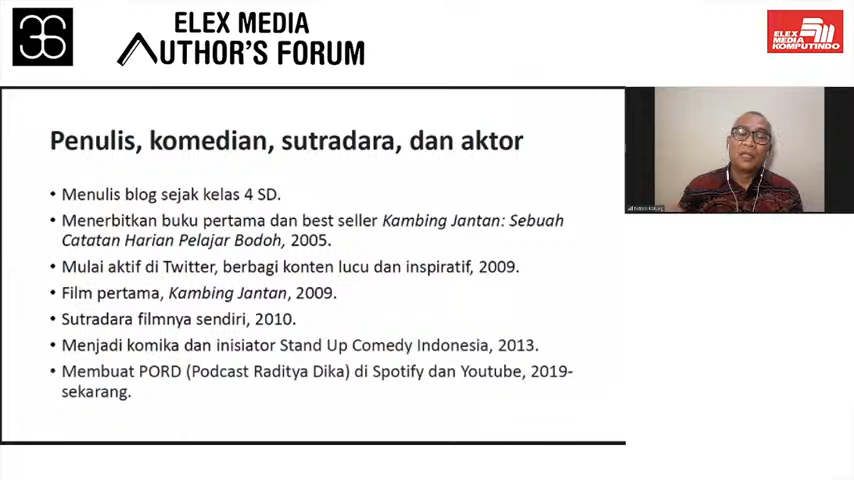 36
ELEX MEDIA
AUTHOR'S FORUM
ELEX
MEDIA
KOMPUTINDO
Penulis, komedian, sutradara, dan aktor
• Menulis blog sejak kelas 4 SD.
• Menerbitkan buku pertama dan best seller Kambing Jantan: Sebuah
Catatan Harian Pelajar Bodoh, 2005.
• Mulai aktif di Twitter, berbagi konten lucu dan inspiratif, 2009.
• Film pertama, Kambing Jantan, 2009.
• Sutradara filmnya sendiri, 2010.
• Menjadi komika dan inisiator Stand Up Comedy Indonesia, 2013.
• Membuat PORD (Podcast Raditya Dika) di Spotify dan Youtube, 2019-
sekarang.